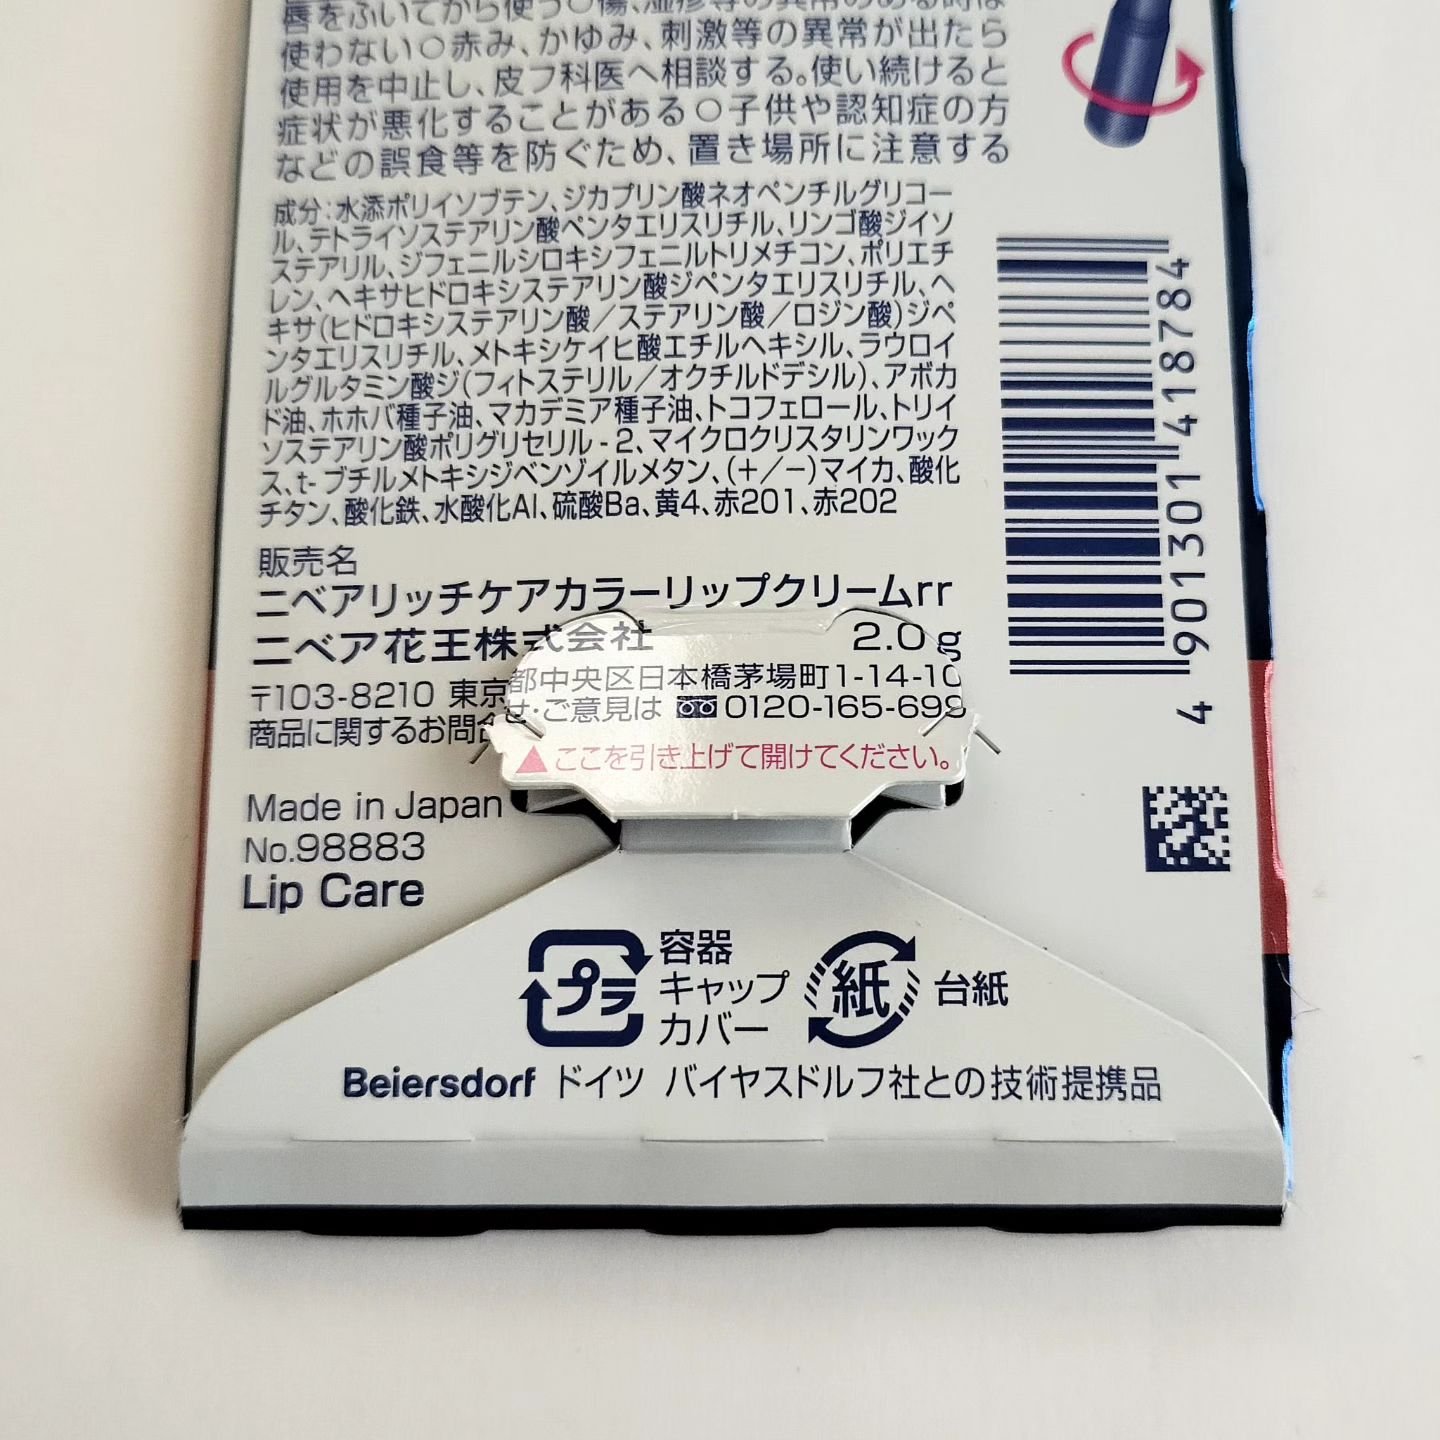 唇をふいてから使う○傷、湿疹等の異常のある時は
使わない○赤み、かゆみ、刺激等の異常が出たら
使用を中止し、皮フ科医へ相談する。使い続けると
症状が悪化することがある○子供や認知症の方
などの誤食等を防ぐため、置き場所に注意する
成分:水添ポリイソブテン、ジカプリン酸ネオペンチルグリコー
ル、テトライソステアリン酸ペンタエリスリチル、リンゴ酸ジイソ
ステアリル、ジフェニルシロキシフェニルトリメチコン、ポリエチ
レン、ヘキサヒドロキシステアリン酸ジペンタエリスリチル、ヘ
キサ(ヒドロキシステアリン酸/ステアリン酸/ロジン酸)ジペ
ンタエリスリチル、メトキシケイヒ酸エチルヘキシル、ラウロイ
ルグルタミン酸ジ(フィトステリル/オクチルドデシル)、アボカ
ド油、ホホバ種子油、マカデミア種子油、トコフェロール、トリイ
ソステアリン酸ポリグリセリル-2、マイクロクリスタリンワック
ス、t-ブチルメトキシジベンゾイルメタン、(+/-)マイカ、酸化
チタン、酸化鉄、水酸化Al、硫酸Ba、黄4、赤201、赤202
販売名
ニベアリッチケアカラーリップクリームrr
ニベア花王株式会社 2.0g
〒103-8210 東京都中央区日本橋茅場町1-14-10
商品に関するお問合せ・ご意見は 0120-165-699
▲ここを引き上げて開けてください。
Made in Japan
No.98883
Lip Care
4 901301 418784
プラ 容器
キャップ
カバー
紙 台紙
Beiersdorf ドイツ バイヤスドルフ社との技術提携品